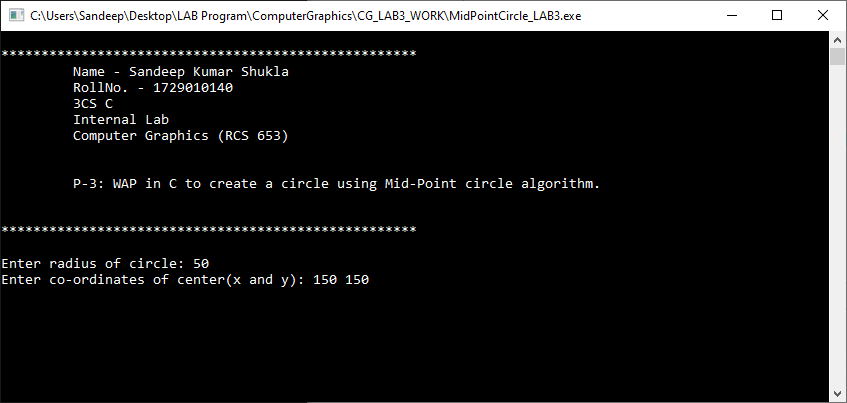 C:\Users\Sandeep\Desktop\LAB Program\ComputerGraphics\CG_LAB3_WORK\MidPointCircle_LAB3.exe
****************************************************
Name - Sandeep Kumar Shukla
RollNo. - 1729010140
3CS C
Internal Lab
Computer Graphics (RCS 653)
P-3: WAP in C to create a circle using Mid-Point circle algorithm.
****************************************************
Enter radius of circle: 50
Enter co-ordinates of center(x and y): 150 150